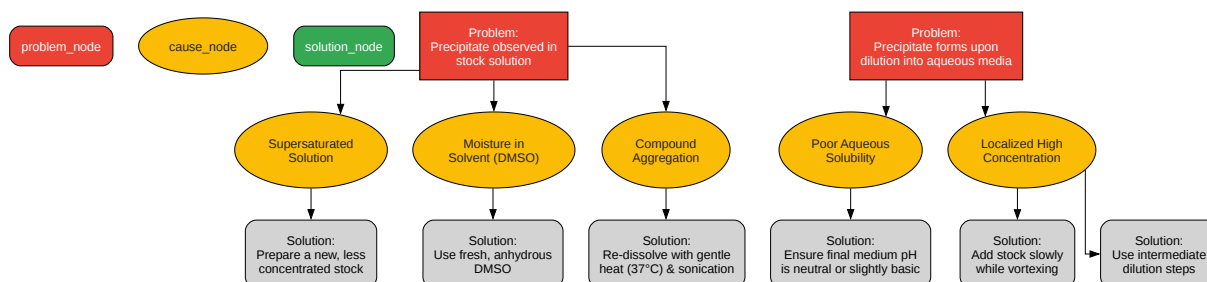 problem_node
cause_node
solution_node
Problem:
Precipitate observed in
stock solution
Problem:
Precipitate forms upon
dilution into aqueous media
Supersaturated
Solution
Moisture in
Solvent (DMSO)
Compound
Aggregation
Poor Aqueous
Solubility
Localized High
Concentration
Solution:
Prepare a new, less
concentrated stock
Solution:
Use fresh, anhydrous
DMSO
Solution:
Re-dissolve with gentle
heat (37°C) & sonication
Solution:
Ensure final medium pH
is neutral or slightly basic
Solution:
Add stock slowly
while vortexing
Solution:
Use intermediate
dilution steps